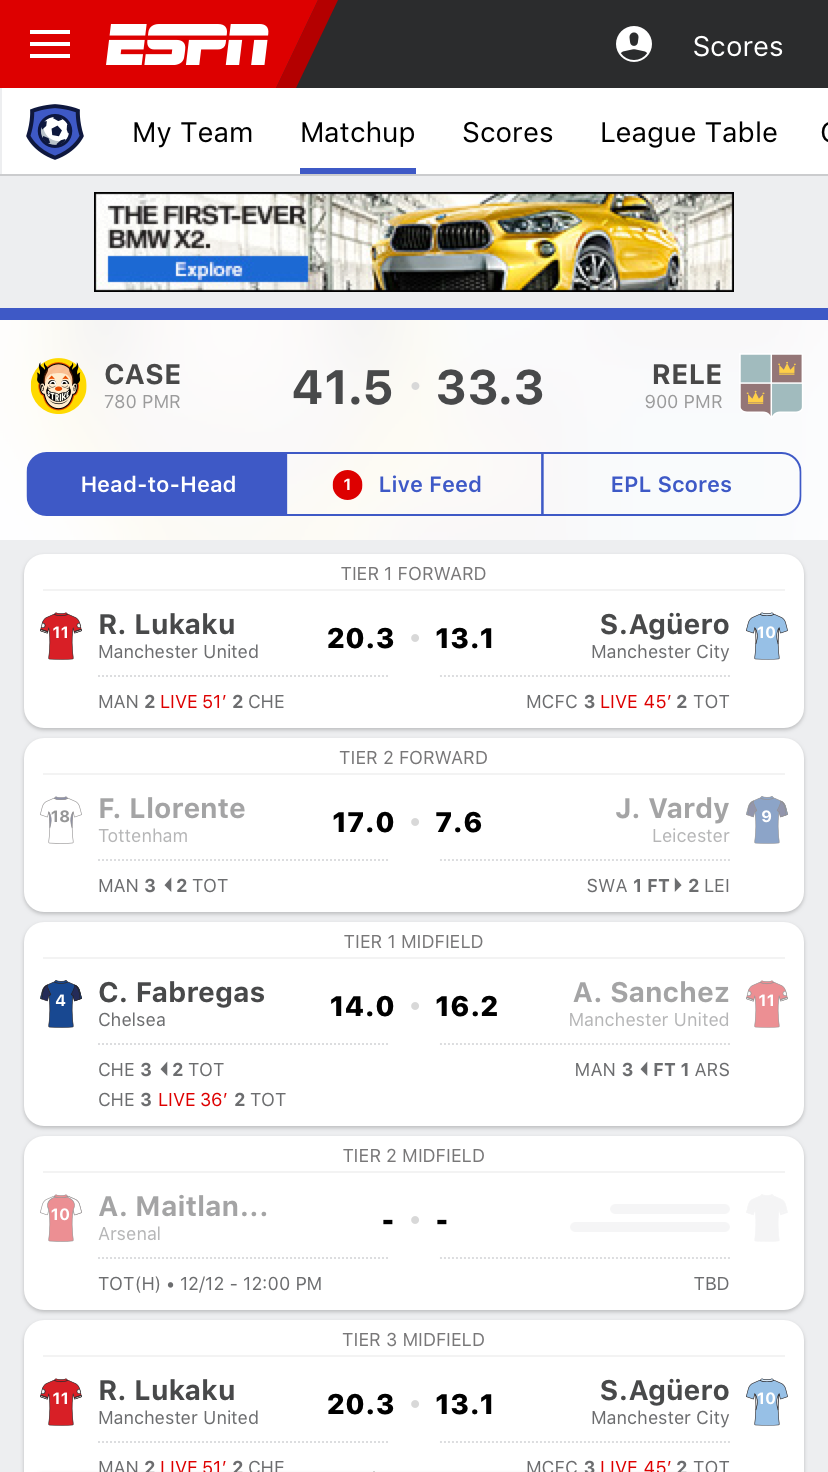 ESPN
Scores
My Team Matchup Scores League Table
THE FIRST-EVER
BMW X2.
Explore
CASE 41.5 • 33.3 RELE
780 PMR 900 PMR
STRIKE
Head-to-Head 1 Live Feed EPL Scores
TIER 1 FORWARD
11 R. Lukaku 20.3 • 13.1 S.Agüero 10
Manchester United Manchester City
MAN 2 LIVE 51’ 2 CHE MCFC 3 LIVE 45’ 2 TOT
TIER 2 FORWARD
18 F. Llorente 17.0 • 7.6 J. Vardy 9
Tottenham Leicester
MAN 3 ◀ 2 TOT SWA 1 FT ▶ 2 LEI
TIER 1 MIDFIELD
4 C. Fabregas 14.0 • 16.2 A. Sanchez 11
Chelsea Manchester United
CHE 3 ◀ 2 TOT MAN 3 ◀ FT 1 ARS
CHE 3 LIVE 36’ 2 TOT
TIER 2 MIDFIELD
10 A. Maitlan... - • -
Arsenal
TOT(H) • 12/12 - 12:00 PM TBD
TIER 3 MIDFIELD
11 R. Lukaku 20.3 • 13.1 S.Agüero 10
Manchester United Manchester City
MAN 2 LIVE 51’ 2 CHE MCFC 3 LIVE 45’ 2 TOT